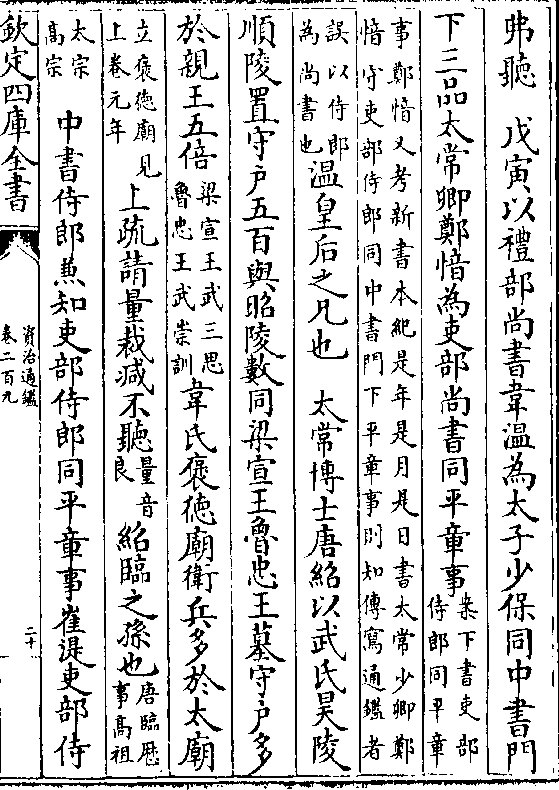 弗聽　戊寅以禮部尚書韋溫為太子少保同中書門
下三品太常卿鄭愔為吏部尚書同平章事案下書吏部侍郎同平章
事鄭愔又考新書本紀是年是月是日書太常少卿鄭愔守吏部侍郎同中書門下平章事則知傳寫通鑑者
誤以侍郎為尚書也溫皇后之兄也　太常博士唐紹以武氏昊陵
順陵置守戶五百與昭陵數同梁宣王魯忠王墓守戶多
於親王五倍梁宣王武三思魯忠王武崇訓韋氏褒徳廟衛兵多於太廟
立褒徳廟見上卷元年上疏請量裁減不聽量音良紹臨之孫也唐臨歴事高祖
太宗高宗　中書侍郎兼知吏部侍郎同平章事崔湜吏部侍
欽定四庫全書
資治通鑑
卷二百九
二十